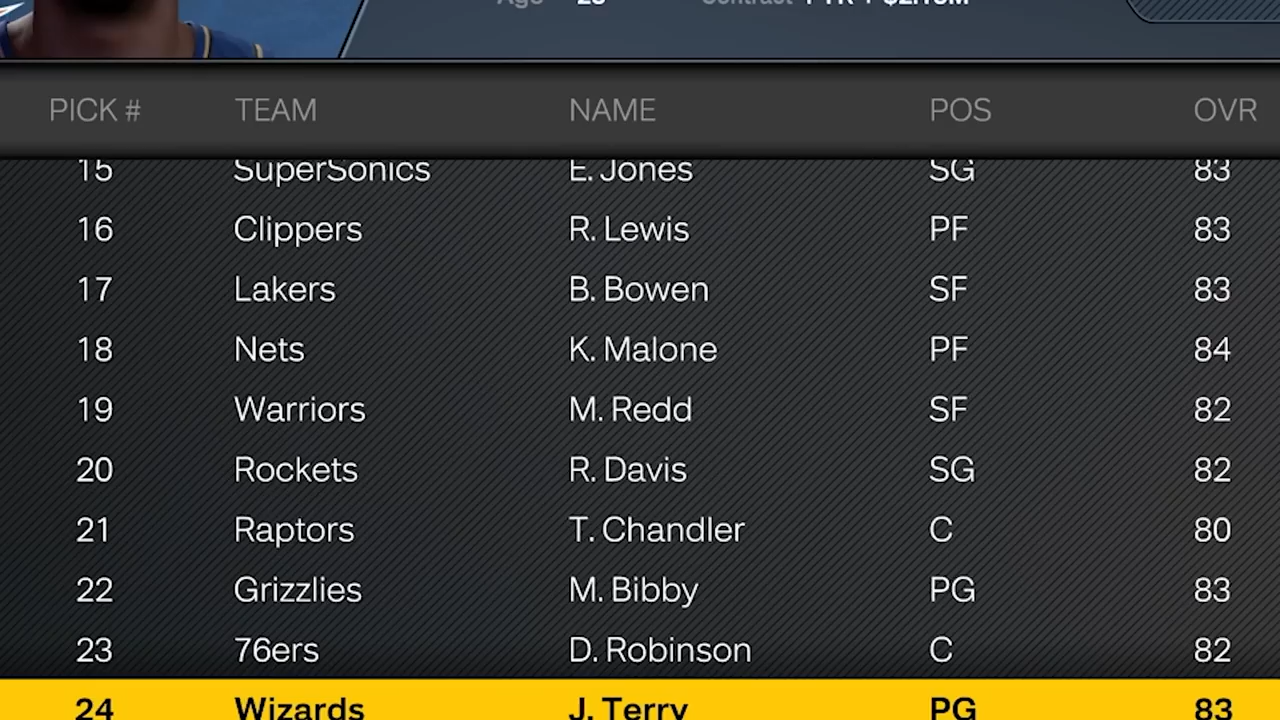 PICK # TEAM NAME POS OVR
15 SuperSonics E. Jones SG 83
16 Clippers R. Lewis PF 83
17 Lakers B. Bowen SF 83
18 Nets K. Malone PF 84
19 Warriors M. Redd SF 82
20 Rockets R. Davis SG 82
21 Raptors T. Chandler C 80
22 Grizzlies M. Bibby PG 83
23 76ers D. Robinson C 82
24 Wizards J. Terry PG 83